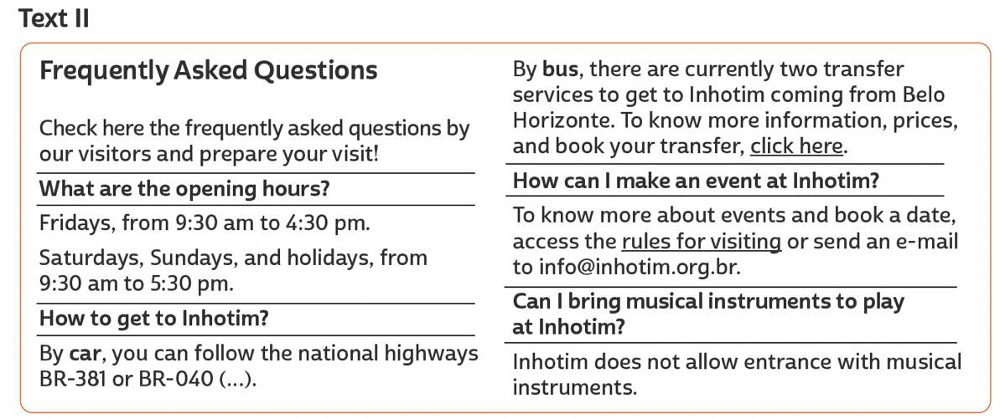 Text II
Frequently Asked Questions
Check here the frequently asked questions by
our visitors and prepare your visit!
What are the opening hours?
Fridays, from 9:30 am to 4:30 pm.
Saturdays, Sundays, and holidays, from
9:30 am to 5:30 pm.
How to get to Inhotim?
By car, you can follow the national highways
BR-381 or BR-040 (...).
By bus, there are currently two transfer
services to get to Inhotim coming from Belo
Horizonte. To know more information, prices,
and book your transfer, click here.
How can I make an event at Inhotim?
To know more about events and book a date,
access the rules for visiting or send an e-mail
to info@inhotim.org.br.
Can I bring musical instruments to play
at Inhotim?
Inhotim does not allow entrance with musical
instruments.